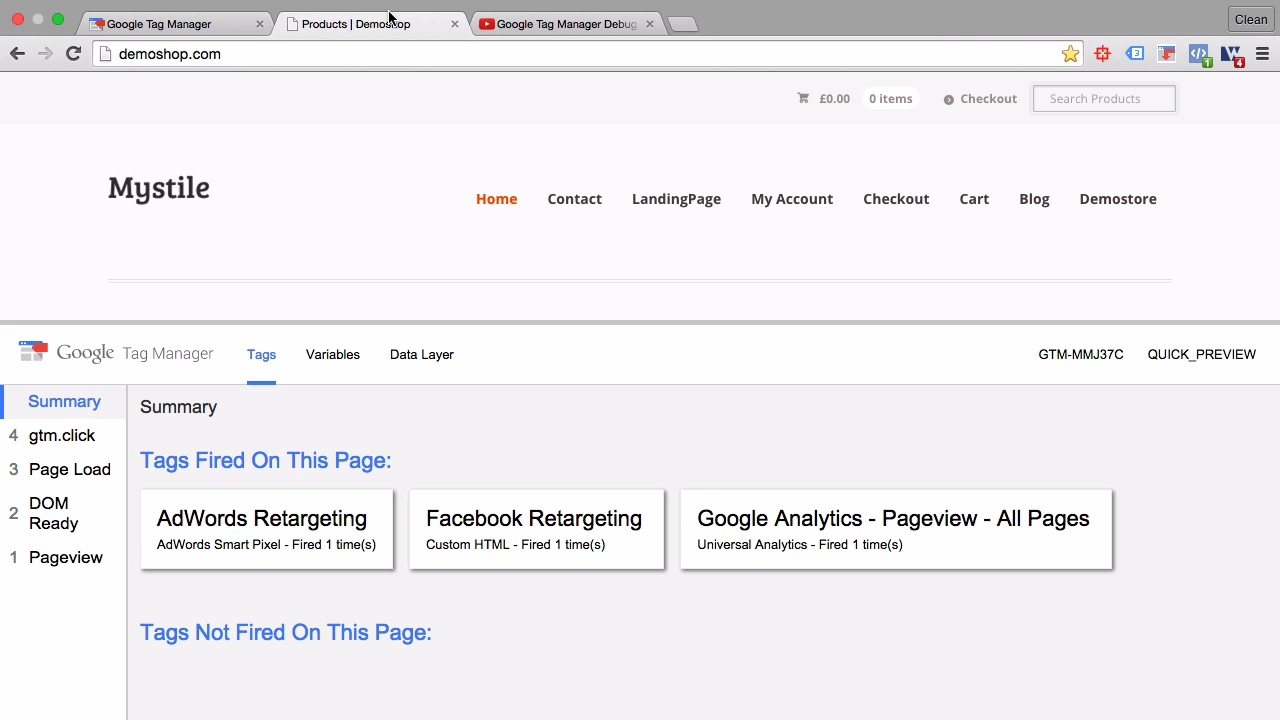 Google Tag Manager
Products | Demoshop
Google Tag Manager Debug
Clean
demoshop.com
3
1
4
£0.00 0 items Checkout Search Products
Mystile
Home Contact LandingPage My Account Checkout Cart Blog Demostore
Google Tag Manager Tags Variables Data Layer GTM-MMJ37C QUICK_PREVIEW
Summary
4 gtm.click
3 Page Load
2 DOM Ready
1 Pageview
Summary
Tags Fired On This Page:
AdWords Retargeting
AdWords Smart Pixel - Fired 1 time(s)
Facebook Retargeting
Custom HTML - Fired 1 time(s)
Google Analytics - Pageview - All Pages
Universal Analytics - Fired 1 time(s)
Tags Not Fired On This Page: